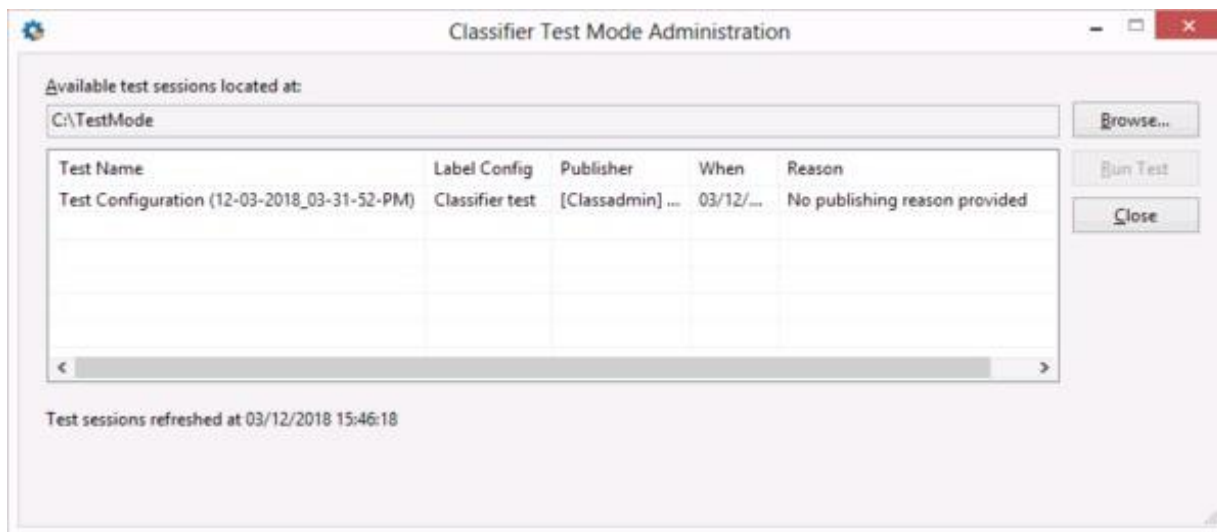 Classifier Test Mode Administration
Available test sessions located at:
C:\TestMode
Browse...
Test Name Label Config Publisher When Reason
Run Test
Test Configuration (12-03-2018_03-31-52-PM) Classifier test [Classadmin] ... 03/12/... No publishing reason provided
Close
Test sessions refreshed at 03/12/2018 15:46:18